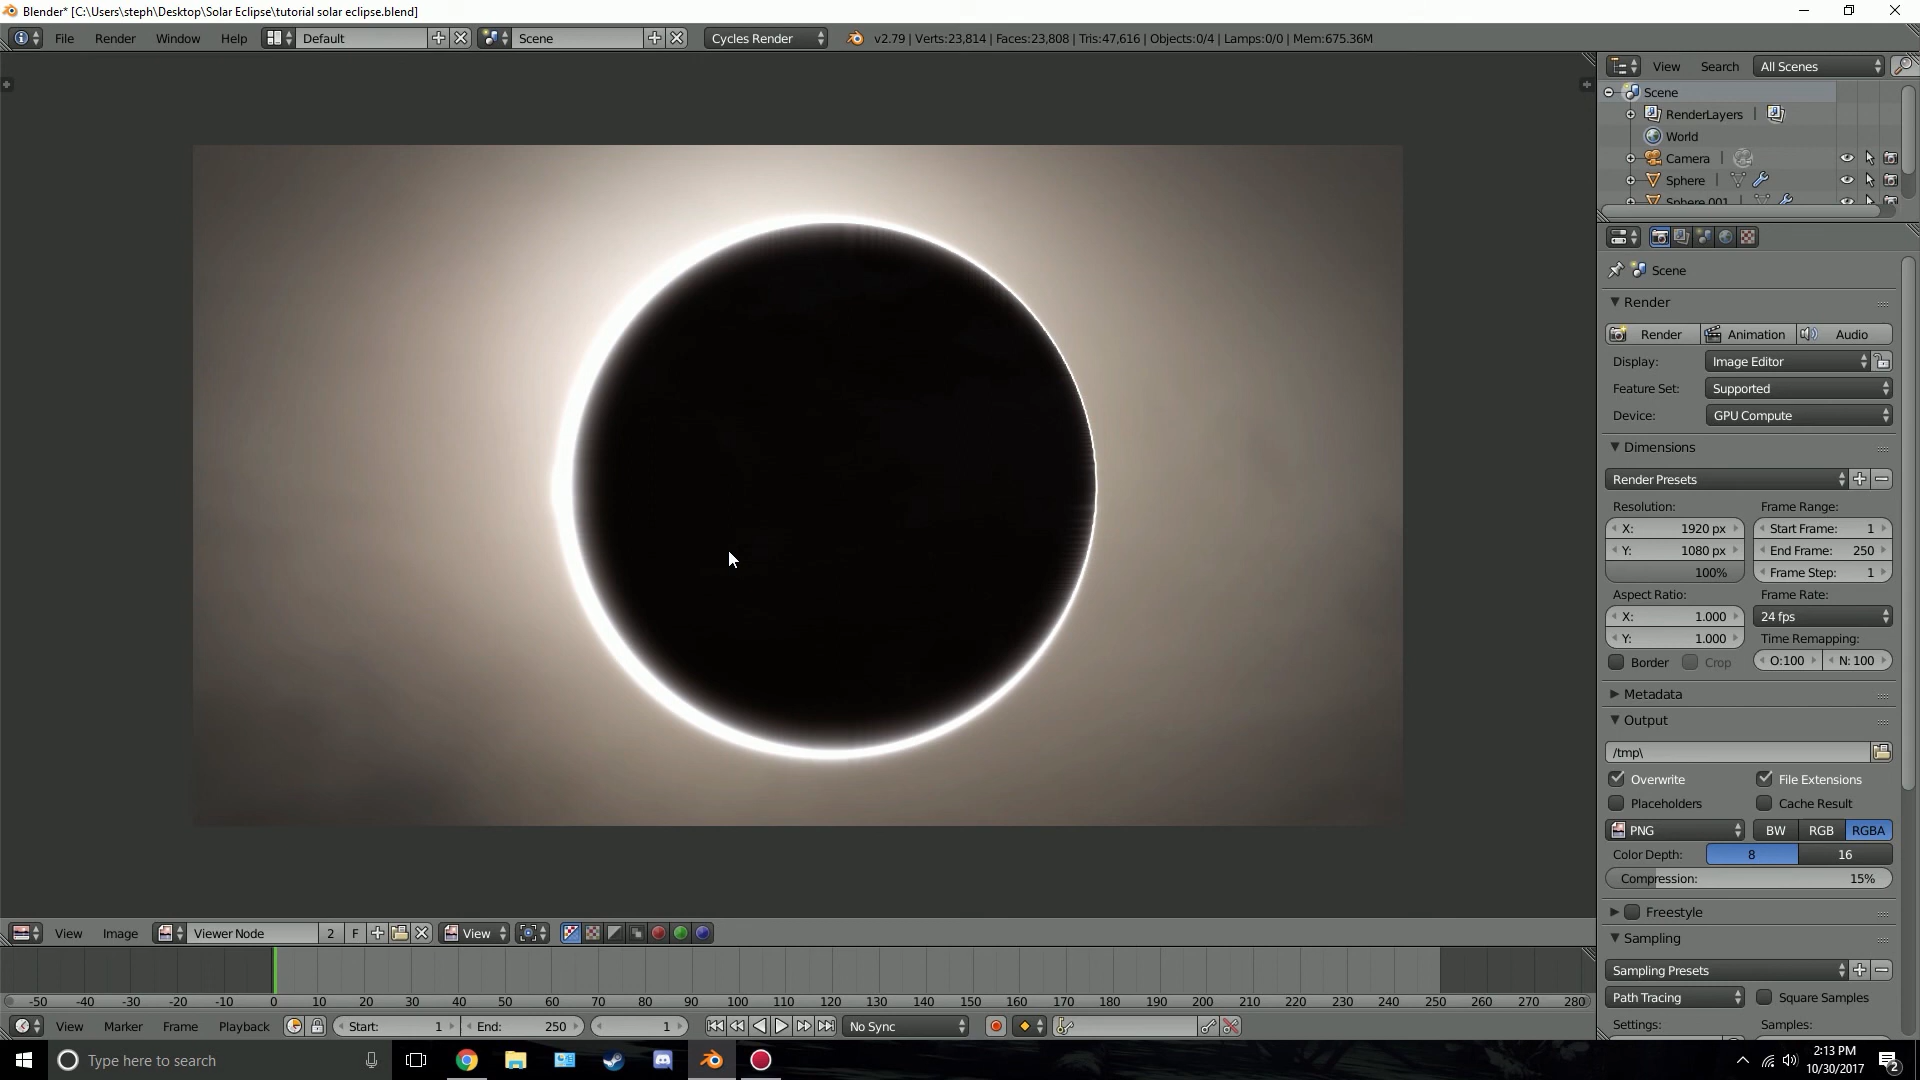 Blender* [C:\Users\steph\Desktop\Solar Eclipse\tutorial solar eclipse.blend]
File Render Window Help Default Scene Cycles Render v2.79 | Verts:23,814 | Faces:23,808 | Tris:47,616 | Objects:0/4 | Lamps:0/0 | Mem:675.36M
View Search All Scenes
Scene
RenderLayers |
World
Camera |
Sphere |
Sphere.001 |
Scene
Render
Render Animation Audio
Display: Image Editor
Feature Set: Supported
Device: GPU Compute
Dimensions
Render Presets
Resolution: Frame Range:
X: 1920 px Start Frame: 1
Y: 1080 px End Frame: 250
100% Frame Step: 1
Aspect Ratio: Frame Rate:
X: 1.000 24 fps
Y: 1.000 Time Remapping:
Border Crop O:100 N: 100
Metadata
Output
/tmp\
Overwrite File Extensions
Placeholders Cache Result
PNG BW RGB RGBA
Color Depth: 8 16
Compression: 15%
Freestyle
Sampling
Sampling Presets
Path Tracing Square Samples
Settings: Samples:
View Image Viewer Node 2 F View
-50 -40 -30 -20 -10 0 10 20 30 40 50 60 70 80 90 100 110 120 130 140 150 160 170 180 190 200 210 220 230 240 250 260 270 280
View Marker Frame Playback Start: 1 End: 250 1 No Sync
Type here to search
2:13 PM
10/30/2017
2